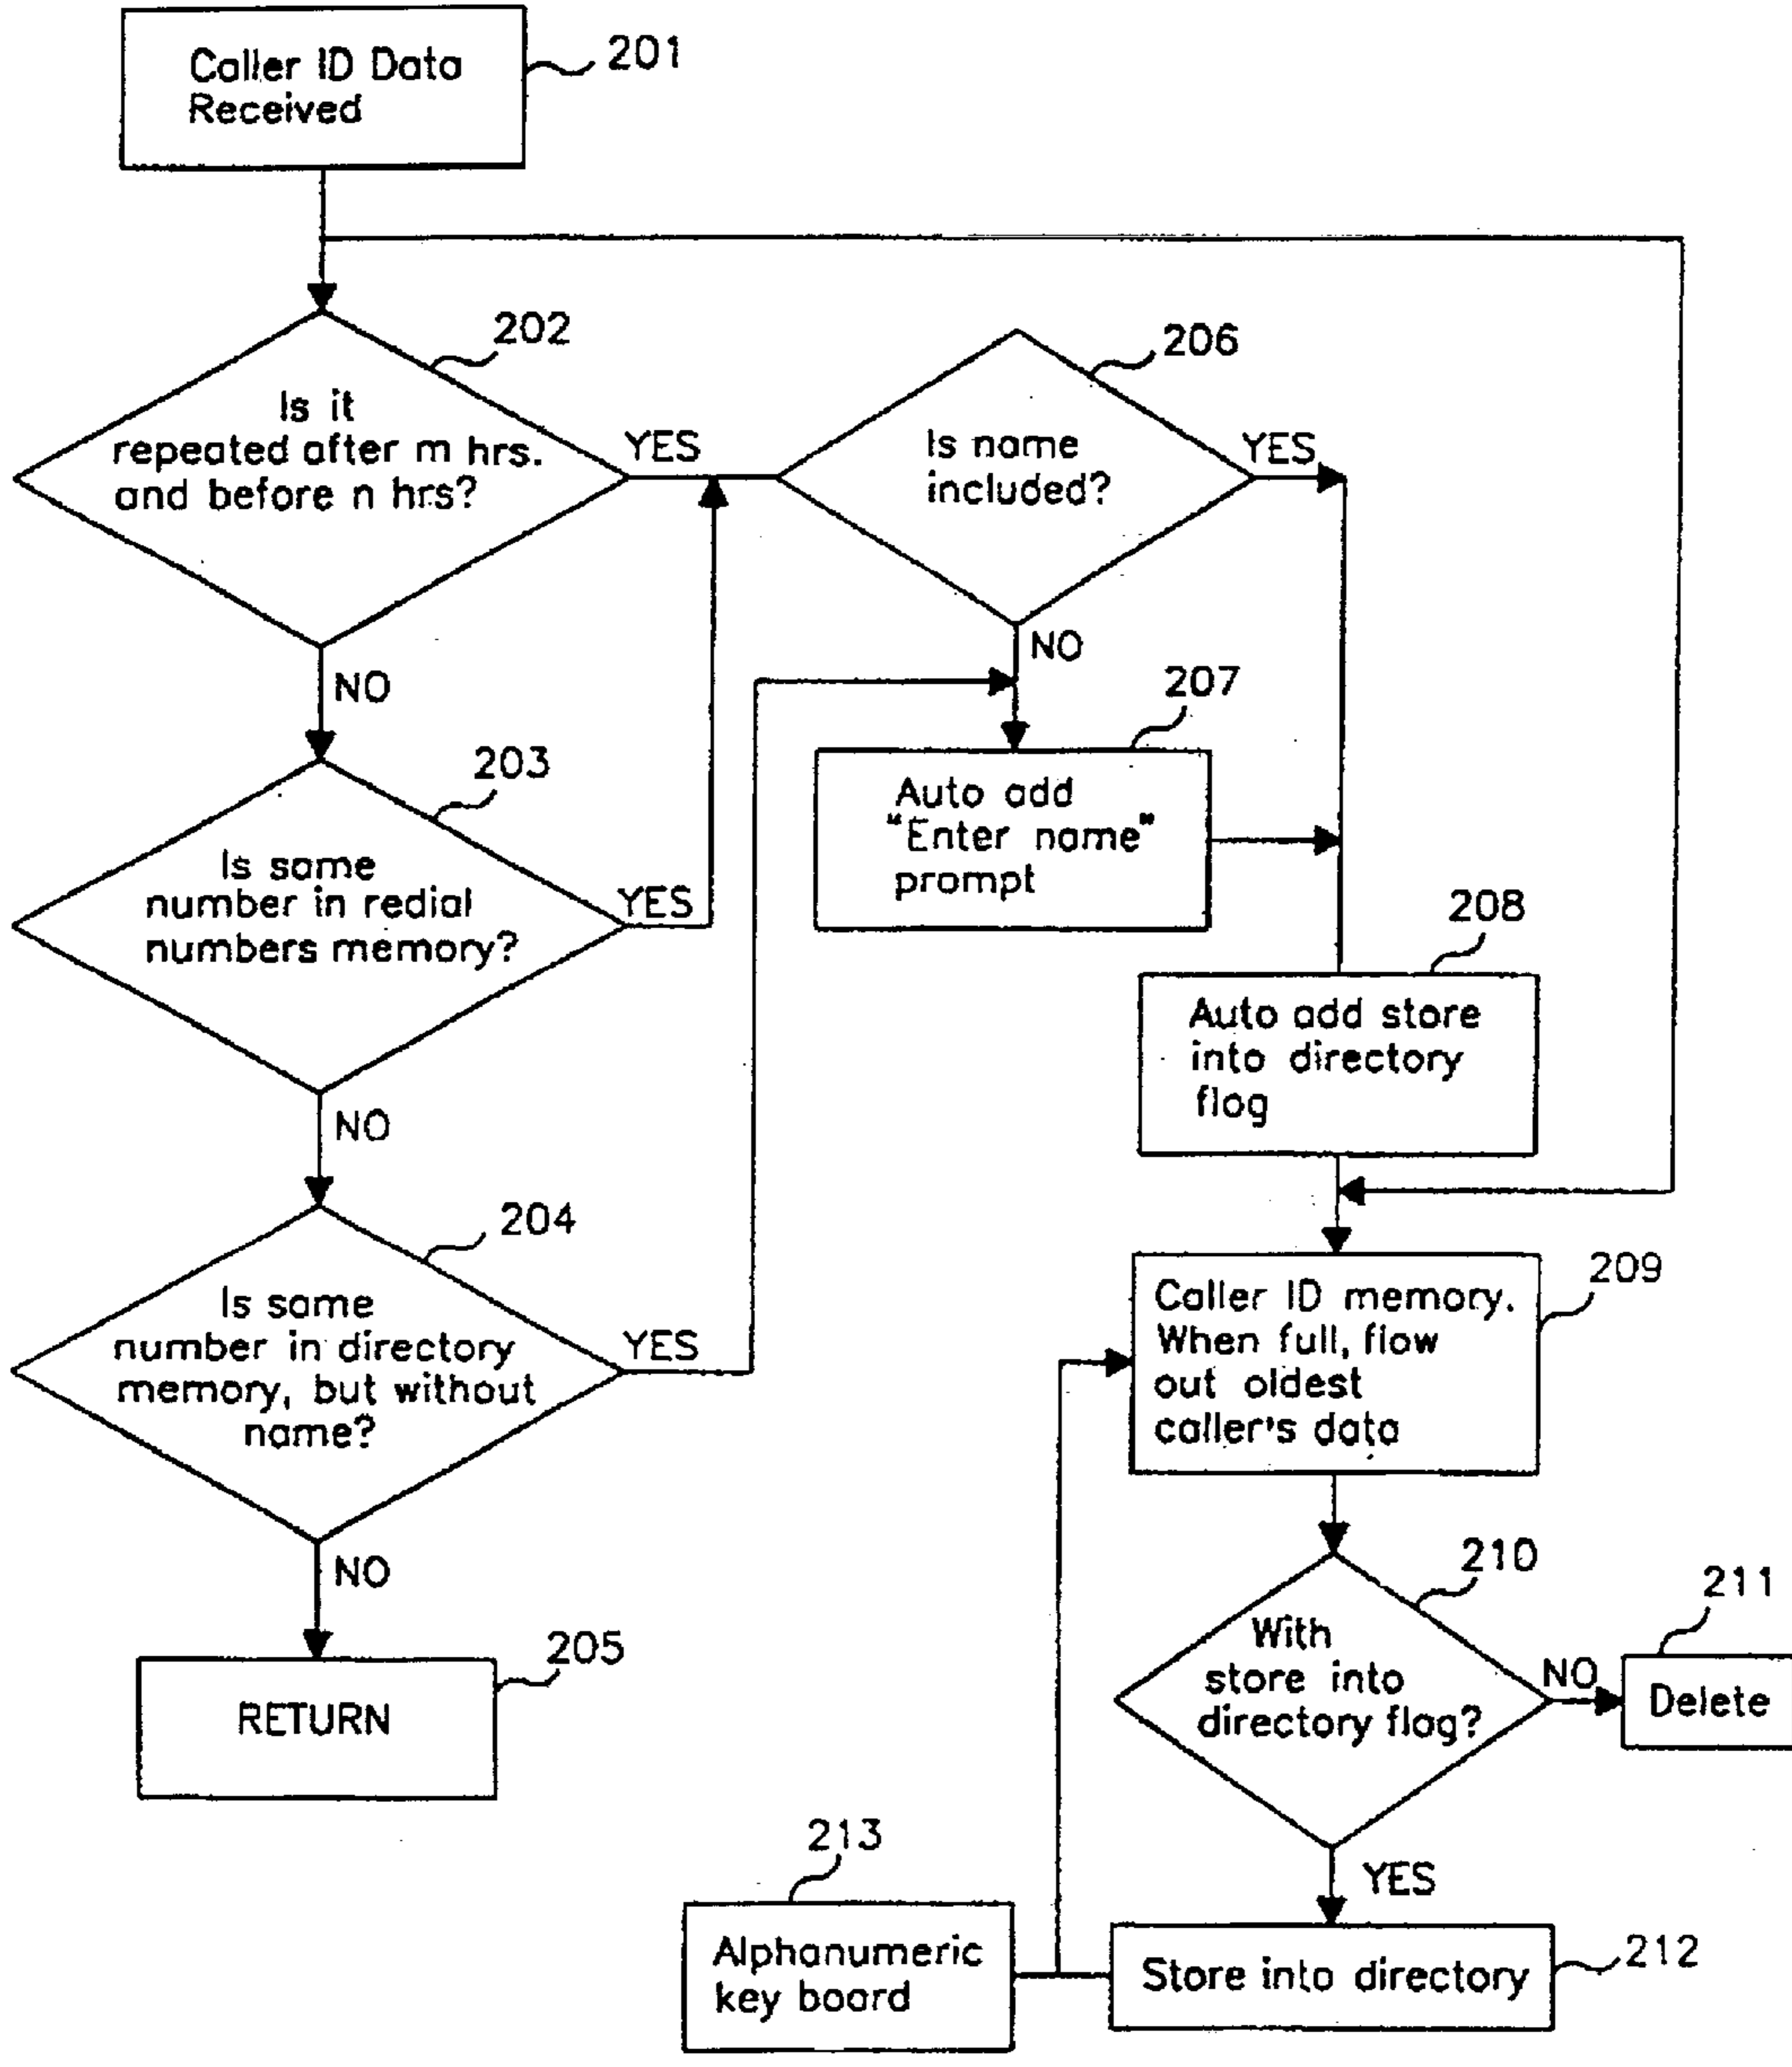 Caller ID Data
Received
201
202
Is it
repeated after m hrs.
and before n hrs?
YES
NO
206
Is name
included?
YES
NO
203
Is same
number in redial
numbers memory?
YES
NO
207
Auto add
"Enter name"
prompt
208
Auto add store
into directory
flag
204
Is same
number in directory
memory, but without
name?
YES
NO
209
Caller ID memory.
When full, flow
out oldest
caller's data
205
RETURN
210
With
store into
directory flag?
NO
YES
211
Delete
213
Alphanumeric
key board
212
Store into directory